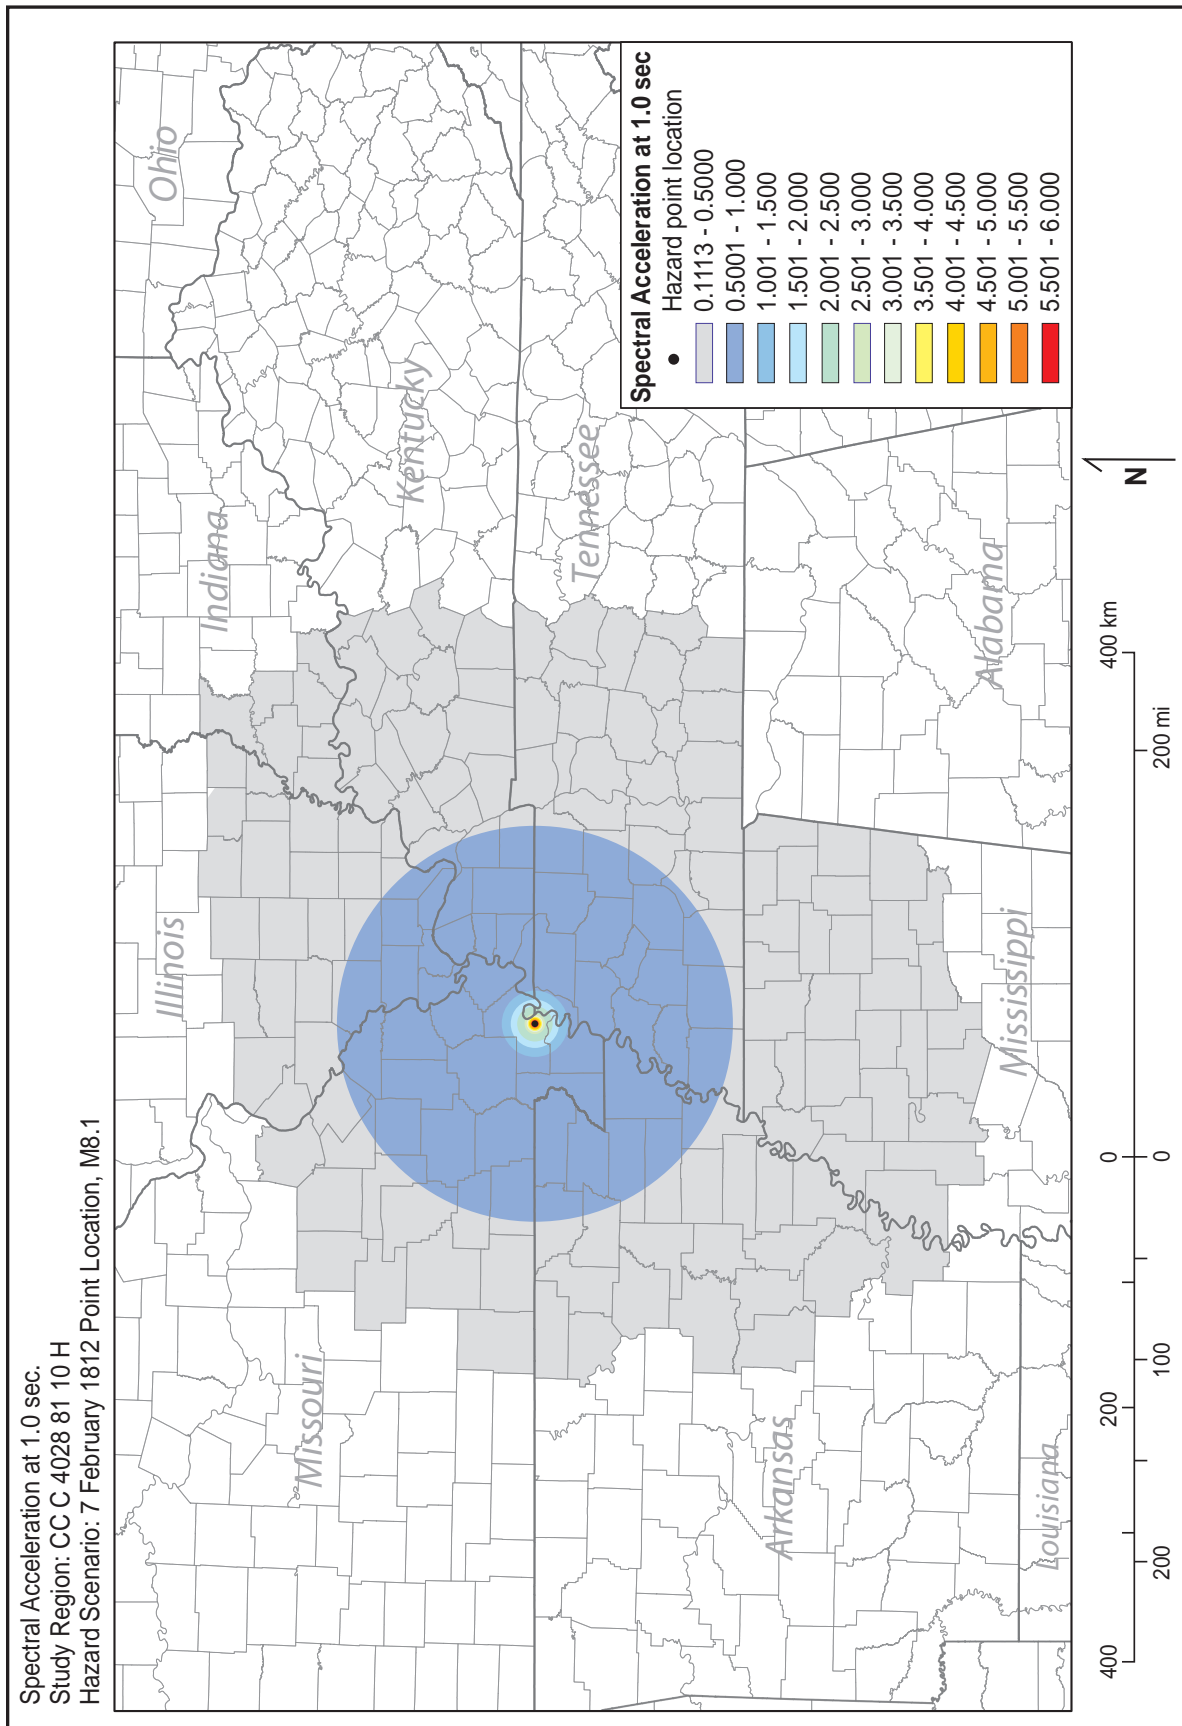 Spectral Acceleration at 1.0 sec.
Study Region: CC C 4028 81 10 H
Hazard Scenario: 7 February 1812 Point Location, M8.1
Missouri
Illinois
Indiana
Ohio
Kentucky
Tennessee
Arkansas
Mississippi
Alabama
Louisiana
Spectral Acceleration at 1.0 sec
Hazard point location
0.1113 - 0.5000
0.5001 - 1.000
1.001 - 1.500
1.501 - 2.000
2.001 - 2.500
2.501 - 3.000
3.001 - 3.500
3.501 - 4.000
4.001 - 4.500
4.501 - 5.000
5.001 - 5.500
5.501 - 6.000
N
400 200 0 400 km
200 100 0 200 mi